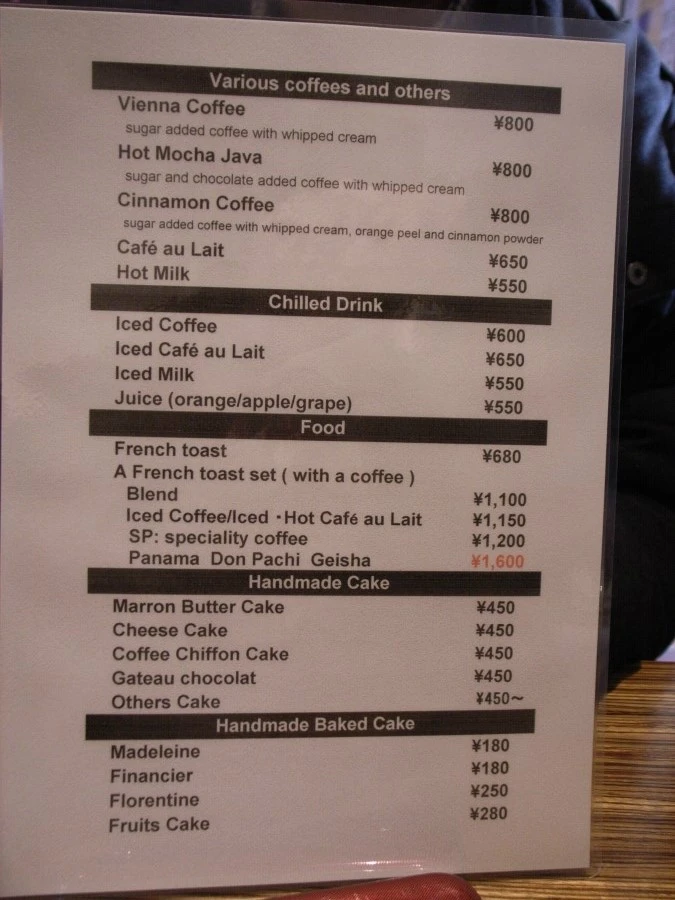 Various coffees and others
Vienna Coffee ¥800
sugar added coffee with whipped cream
Hot Mocha Java ¥800
sugar and chocolate added coffee with whipped cream
Cinnamon Coffee ¥800
sugar added coffee with whipped cream, orange peel and cinnamon powder
Café au Lait ¥650
Hot Milk ¥550
Chilled Drink
Iced Coffee ¥600
Iced Café au Lait ¥650
Iced Milk ¥550
Juice (orange/apple/grape) ¥550
Food
French toast ¥680
A French toast set ( with a coffee )
Blend ¥1,100
Iced Coffee/Iced ・Hot Café au Lait ¥1,150
SP: speciality coffee ¥1,200
Panama Don Pachi Geisha ¥1,600
Handmade Cake
Marron Butter Cake ¥450
Cheese Cake ¥450
Coffee Chiffon Cake ¥450
Gateau chocolat ¥450
Others Cake ¥450～
Handmade Baked Cake
Madeleine ¥180
Financier ¥180
Florentine ¥250
Fruits Cake ¥280